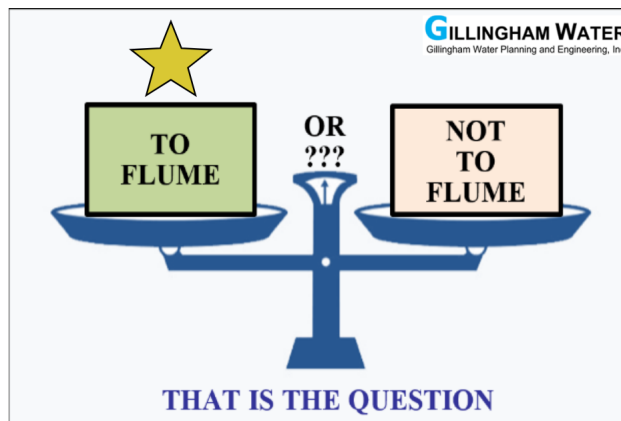 GILLINGHAM WATER
Gillingham Water Planning and Engineering, In
TO
FLUME
OR
???
NOT
TO
FLUME
THAT IS THE QUESTION